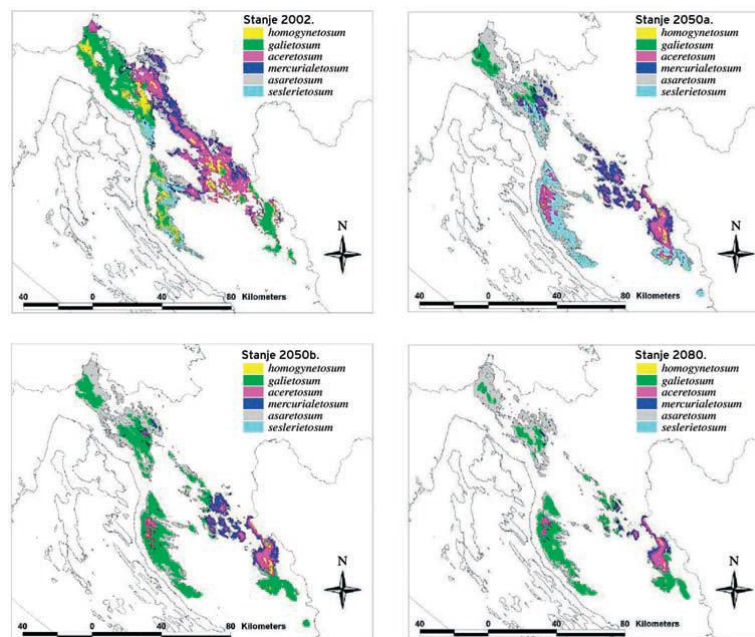 Stanje 2002.
homogynetosum
galietosum
aceretosum
mercurialetosum
asaretosum
seslerietosum
N
40 0 40 80 Kilometers
Stanje 2050a.
homogynetosum
galietosum
aceretosum
mercurialetosum
asaretosum
seslerietosum
N
40 0 40 80 Kilometers
Stanje 2050b.
homogynetosum
galietosum
aceretosum
mercurialetosum
asaretosum
seslerietosum
N
40 0 40 80 Kilometers
Stanje 2080.
homogynetosum
galietosum
aceretosum
mercurialetosum
asaretosum
seslerietosum
N
40 0 40 80 Kilometers